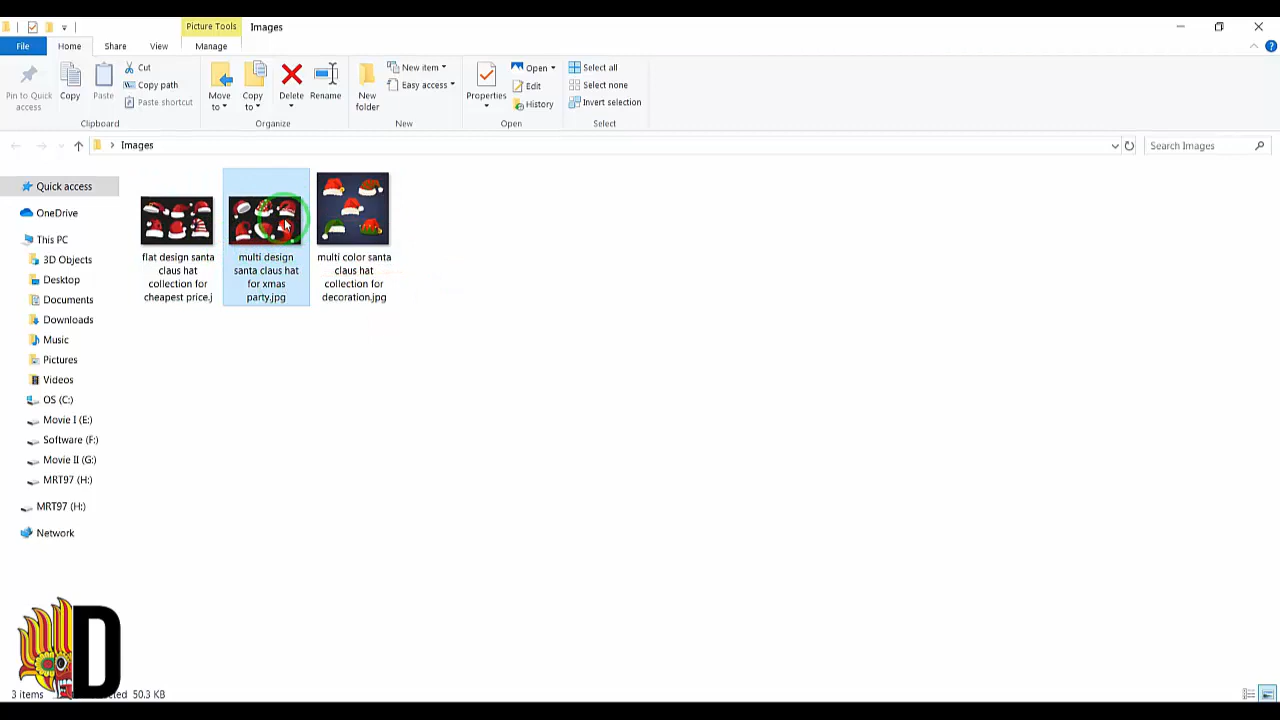 Picture Tools
Images
File
Home
Share
View
Manage
Pin to Quick
access
Copy
Paste
Cut
Copy path
Paste shortcut
Clipboard
Move
to
Copy
to
Delete
Rename
Organize
New
folder
New item
Easy access
New
Properties
Open
Edit
History
Open
Select all
Select none
Invert selection
Select
Images
Search Images
Quick access
OneDrive
This PC
3D Objects
Desktop
Documents
Downloads
Music
Pictures
Videos
OS (C:)
Movie I (E:)
Software (F:)
Movie II (G:)
MRT97 (H:)
MRT97 (H:)
Network
flat design santa
claus hat
collection for
cheapest price.j
multi design
santa claus hat
for xmas
party.jpg
multi color santa
claus hat
collection for
decoration.jpg
D
3 items
50.3 KB